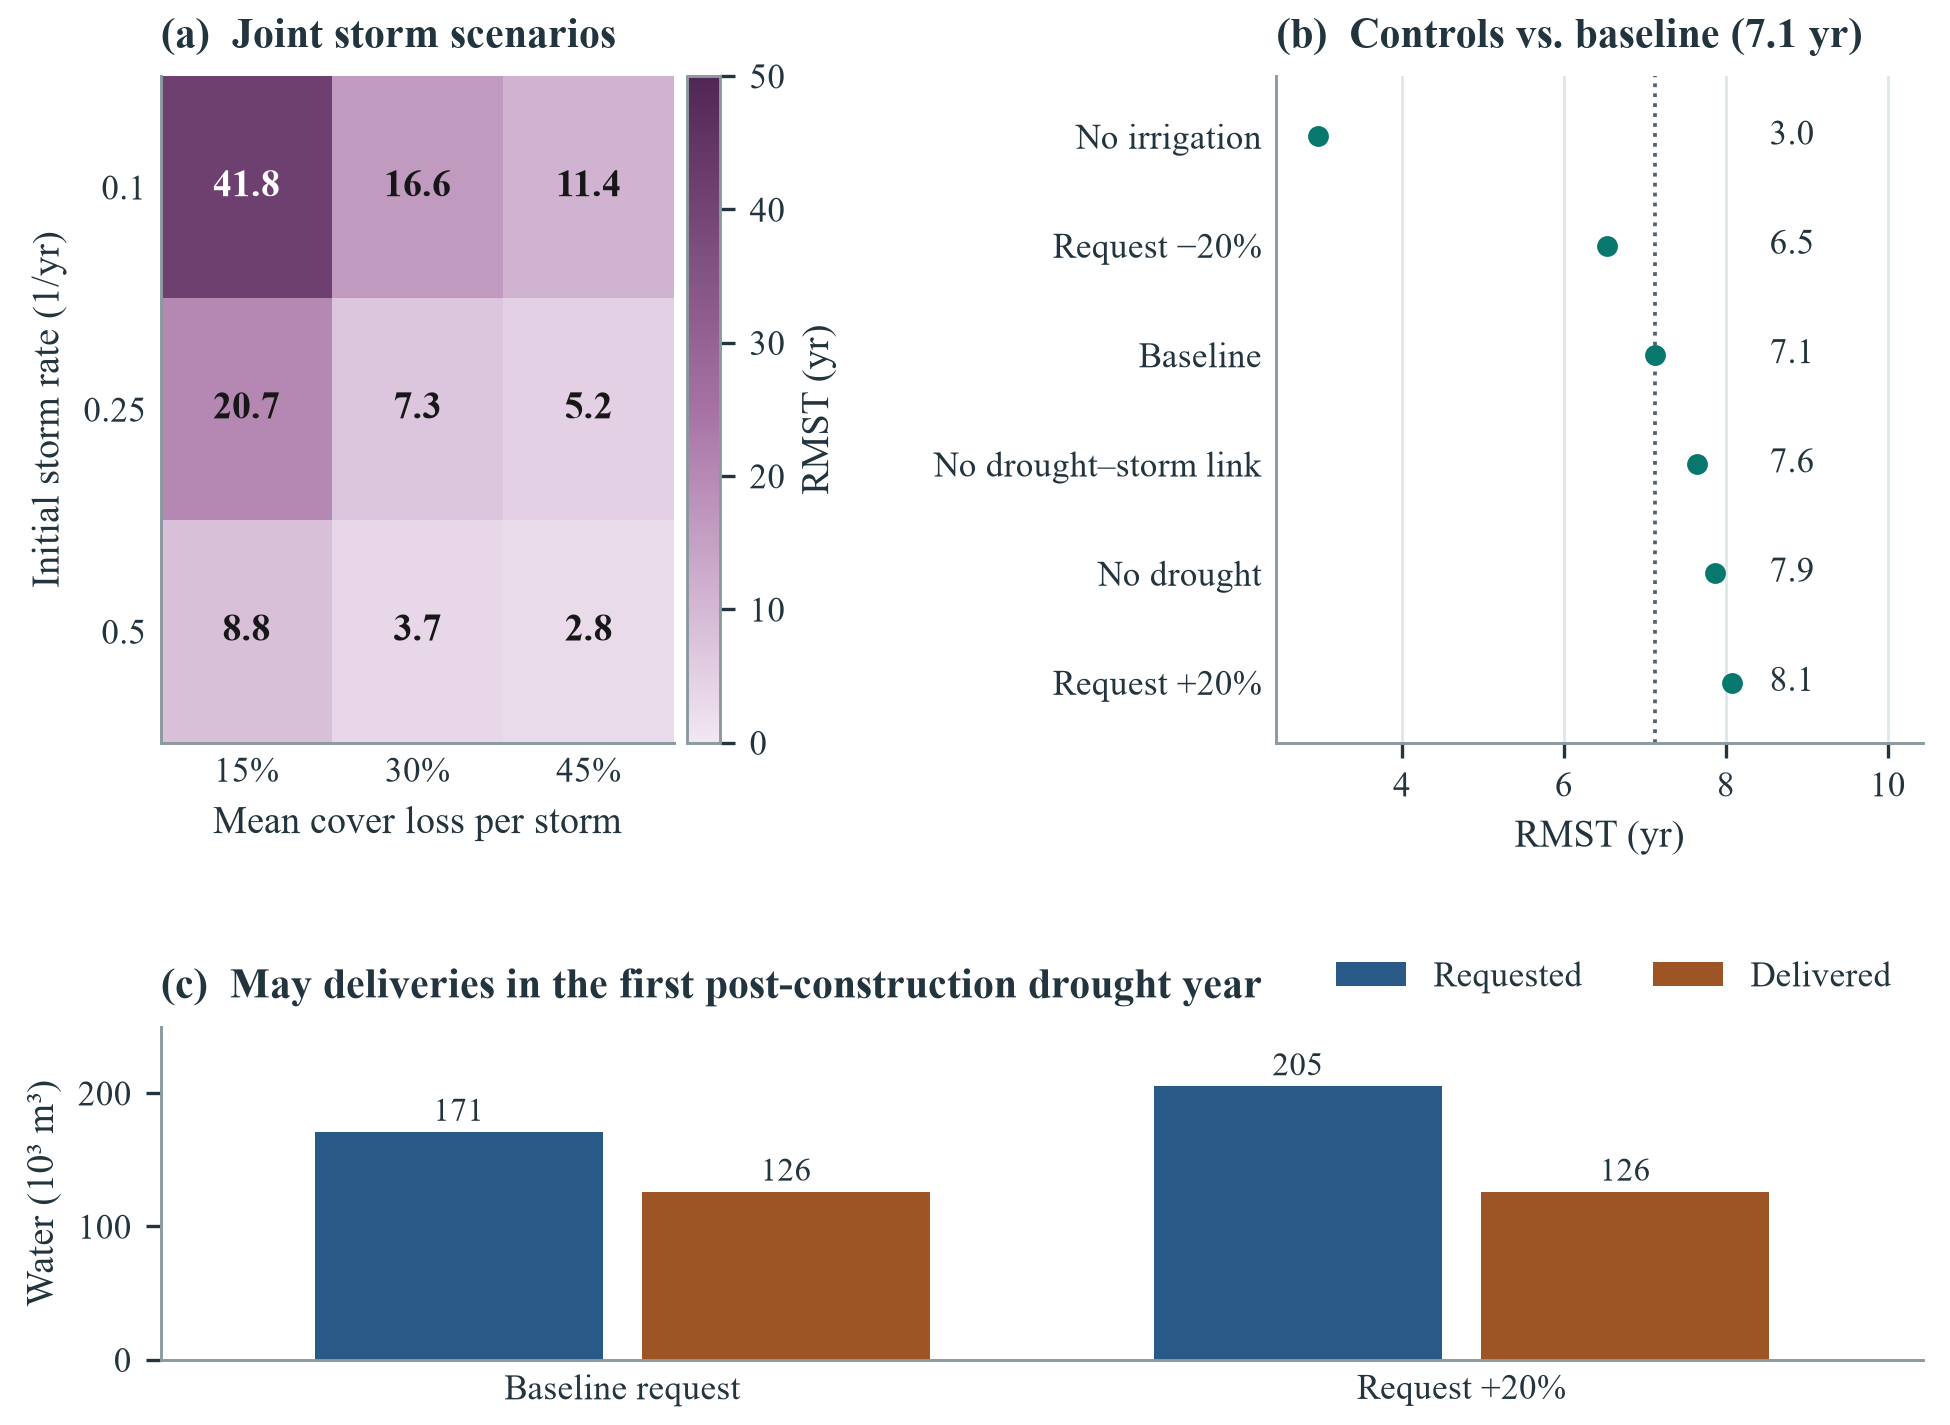 (a) Joint storm scenarios
Initial storm rate (1/yr)
0.1
0.25
0.5
41.8 16.6 11.4
20.7 7.3 5.2
8.8 3.7 2.8
15% 30% 45%
Mean cover loss per storm
50
40
30
20
10
0
RMST (yr)
(b) Controls vs. baseline (7.1 yr)
No irrigation 3.0
Request −20% 6.5
Baseline 7.1
No drought–storm link 7.6
No drought 7.9
Request +20% 8.1
4 6 8 10
RMST (yr)
(c) May deliveries in the first post-construction drought year
Requested Delivered
Water (10³ m³)
200
100
0
171 126 205 126
Baseline request Request +20%